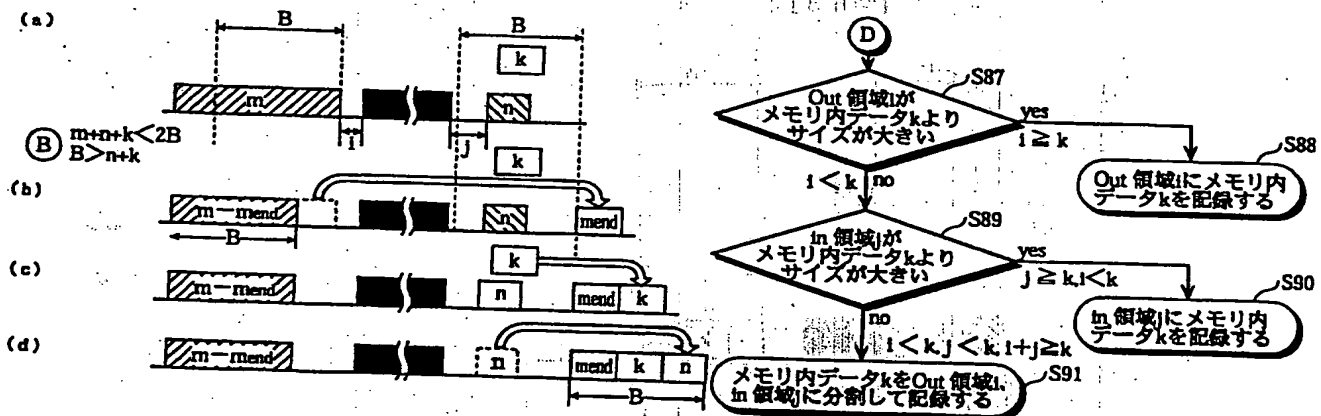 (a)
B
B
k
m
n
i
j
B
m+n+k<2B
B>n+k
k
(b)
m−mend
n
mend
B
(c)
k
m−mend
n
mend
k
(d)
m−mend
n
mend
k
n
B
D
S87
Out 領域iが
メモリ内データkより
サイズが大きい
yes
i≧k
S88
Out 領域iにメモリ内
データkを記録する
i<k
no
S89
in 領域jが
メモリ内データkより
サイズが大きい
yes
j≧k,i<k
S90
in 領域jにメモリ内
データkを記録する
no
i<k,j<k,i+j≧k
S91
メモリ内データkをOut 領域i、
in 領域jに分割して記録する